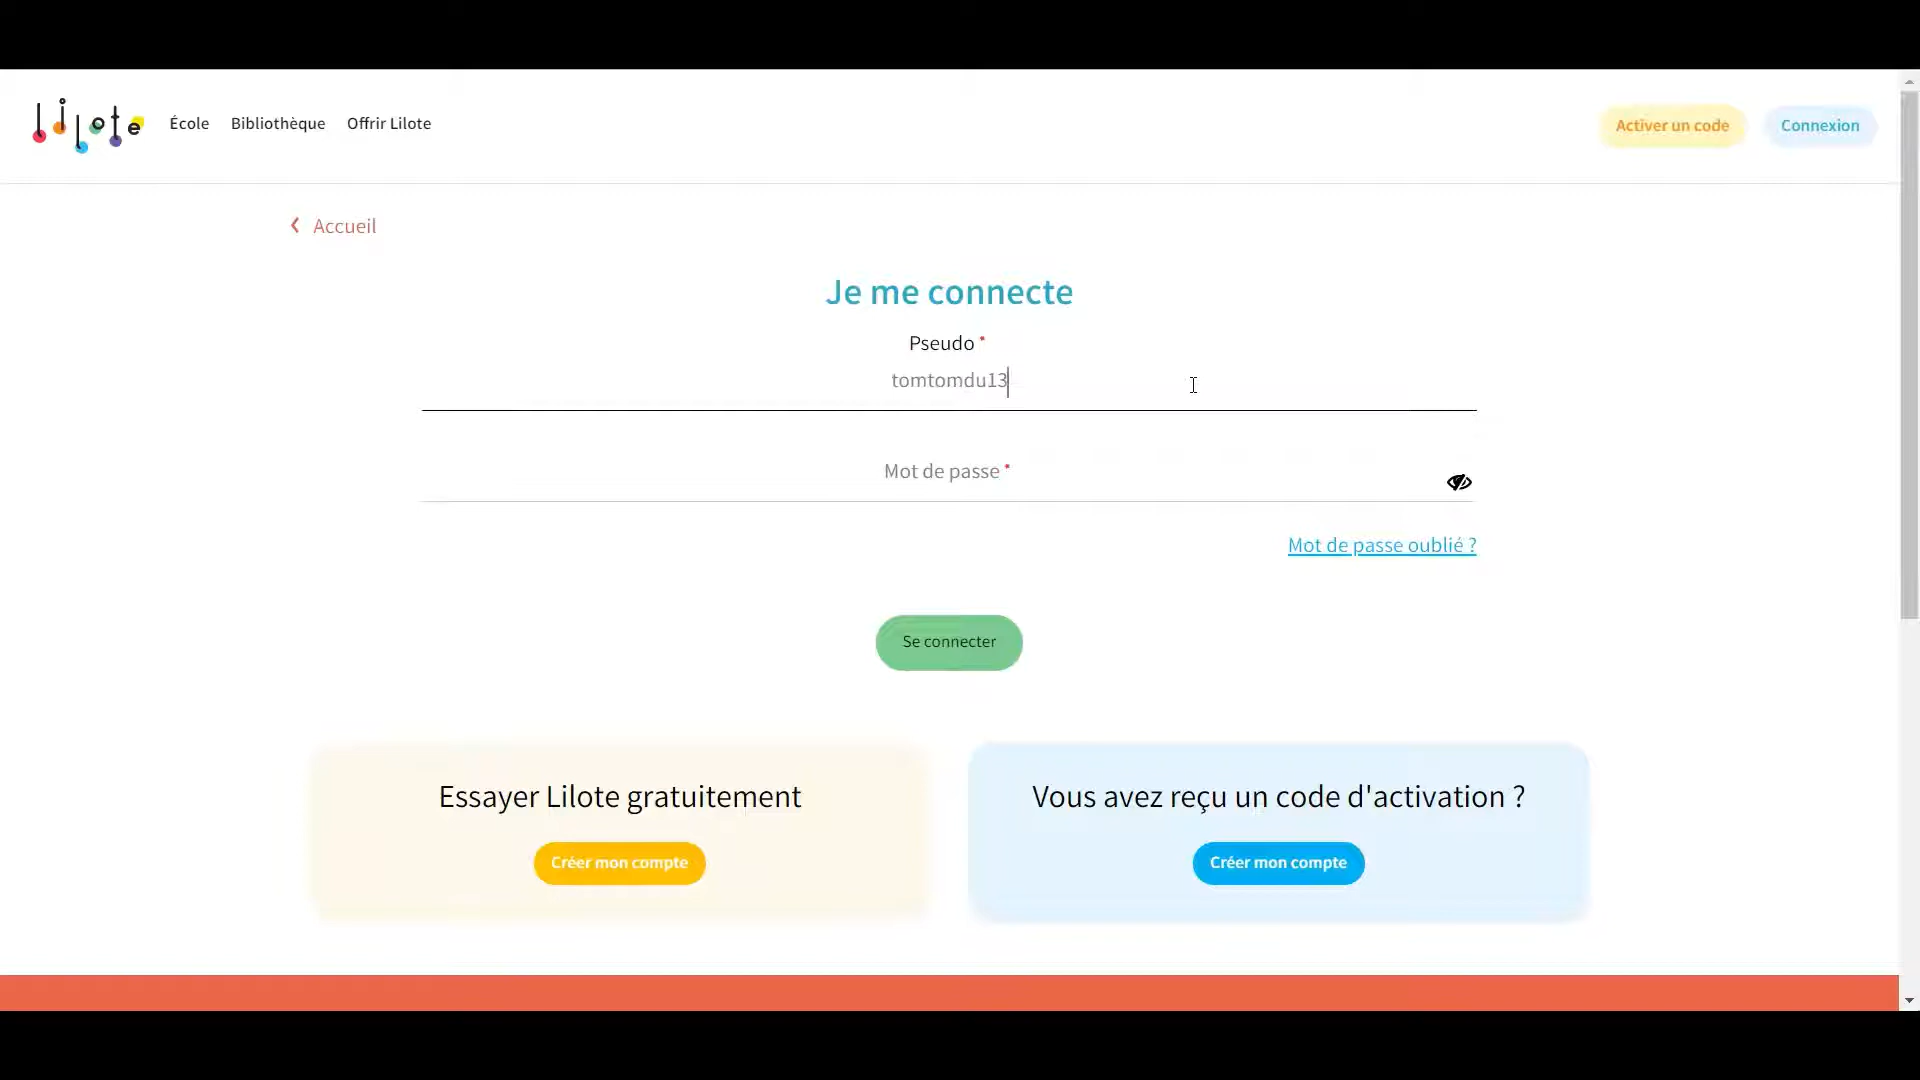 lilote
École Bibliothèque Offrir Lilote
Activer un code Connexion
Accueil
Je me connecte
Pseudo *
tomtomdu13
Mot de passe *
Mot de passe oublié ?
Se connecter
Essayer Lilote gratuitement
Créer mon compte
Vous avez reçu un code d'activation ?
Créer mon compte